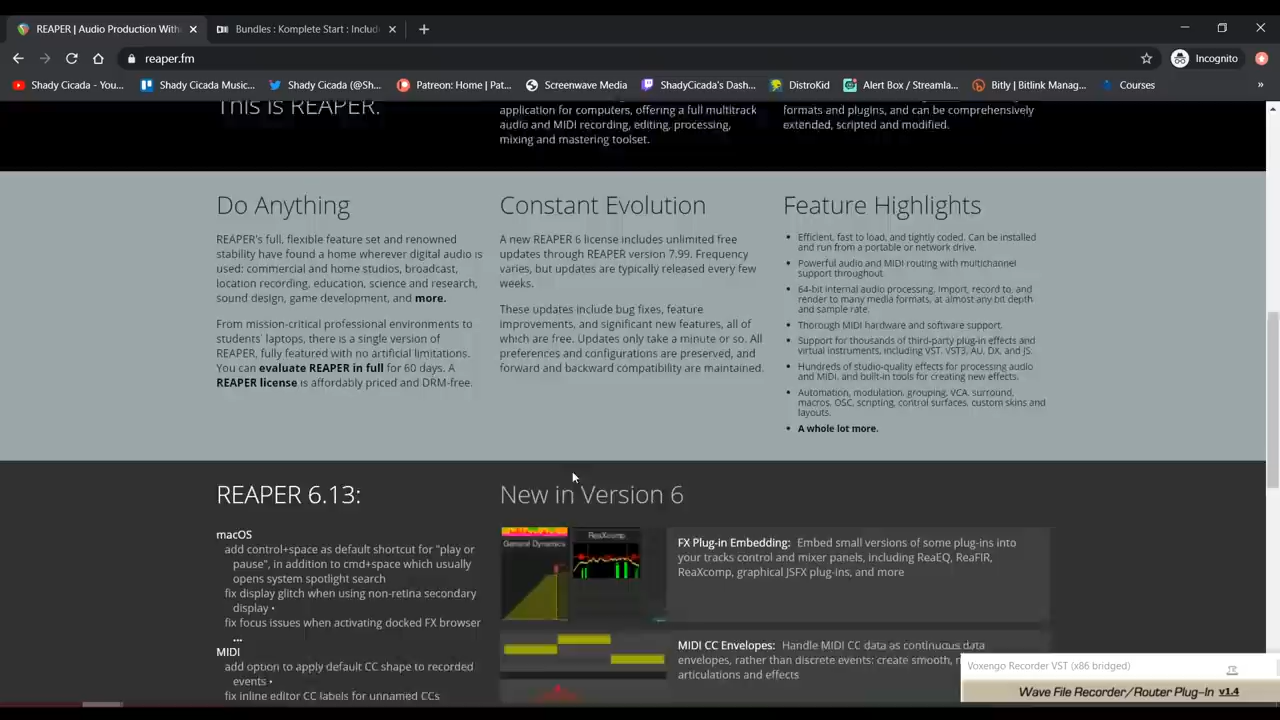 REAPER | Audio Production With
Bundles : Komplete Start : Includ
reaper.fm
Incognito
Shady Cicada - You...
Shady Cicada Music...
Shady Cicada (@Sh...
Patreon: Home | Pat...
Screenwave Media
ShadyCicada's Dash...
DistroKid
Alert Box / Streamla...
Bitly | Bitlink Manag...
Courses
»
This is REAPER.
application for computers, offering a full multitrack
audio and MIDI recording, editing, processing,
mixing and mastering toolset.
formats and plugins, and can be comprehensively
extended, scripted and modified.
Do Anything
REAPER's full, flexible feature set and renowned
stability have found a home wherever digital audio is
used: commercial and home studios, broadcast,
location recording, education, science and research,
sound design, game development, and more.
From mission-critical professional environments to
students' laptops, there is a single version of
REAPER, fully featured with no artificial limitations.
You can evaluate REAPER in full for 60 days. A
REAPER license is affordably priced and DRM-free.
Constant Evolution
A new REAPER 6 license includes unlimited free
updates through REAPER version 7.99. Frequency
varies, but updates are typically released every few
weeks.
These updates include bug fixes, feature
improvements, and significant new features, all of
which are free. Updates only take a minute or so. All
preferences and configurations are preserved, and
forward and backward compatibility are maintained.
Feature Highlights
• Efficient, fast to load, and tightly coded. Can be installed
and run from a portable or network drive.
• Powerful audio and MIDI routing with multichannel
support throughout.
• 64-bit internal audio processing. Import, record to, and
render to many media formats, at almost any bit depth
and sample rate.
• Thorough MIDI hardware and software support.
• Support for thousands of third-party plug-in effects and
virtual instruments, including VST, VST3, AU, DX, and JS.
• Hundreds of studio-quality effects for processing audio
and MIDI, and built-in tools for creating new effects.
• Automation, modulation, grouping, VCA, surround,
macros, OSC, scripting, control surfaces, custom skins and
layouts.
• A whole lot more.
REAPER 6.13:
macOS
add control+space as default shortcut for "play or
pause", in addition to cmd+space which usually
opens system spotlight search
fix display glitch when using non-retina secondary
display •
fix focus issues when activating docked FX browser
...
MIDI
add option to apply default CC shape to recorded
events •
fix inline editor CC labels for unnamed CCs
New in Version 6
General Dynamics
ReaXcomp
FX Plug-in Embedding: Embed small versions of some plug-ins into
your tracks control and mixer panels, including ReaEQ, ReaFIR,
ReaXcomp, graphical JSFX plug-ins, and more
MIDI CC Envelopes: Handle MIDI CC data as continuous data
envelopes, rather than discrete events: create smooth,
articulations and effects
Voxengo Recorder VST (x86 bridged)
Wave File Recorder/Router Plug-In v1.4